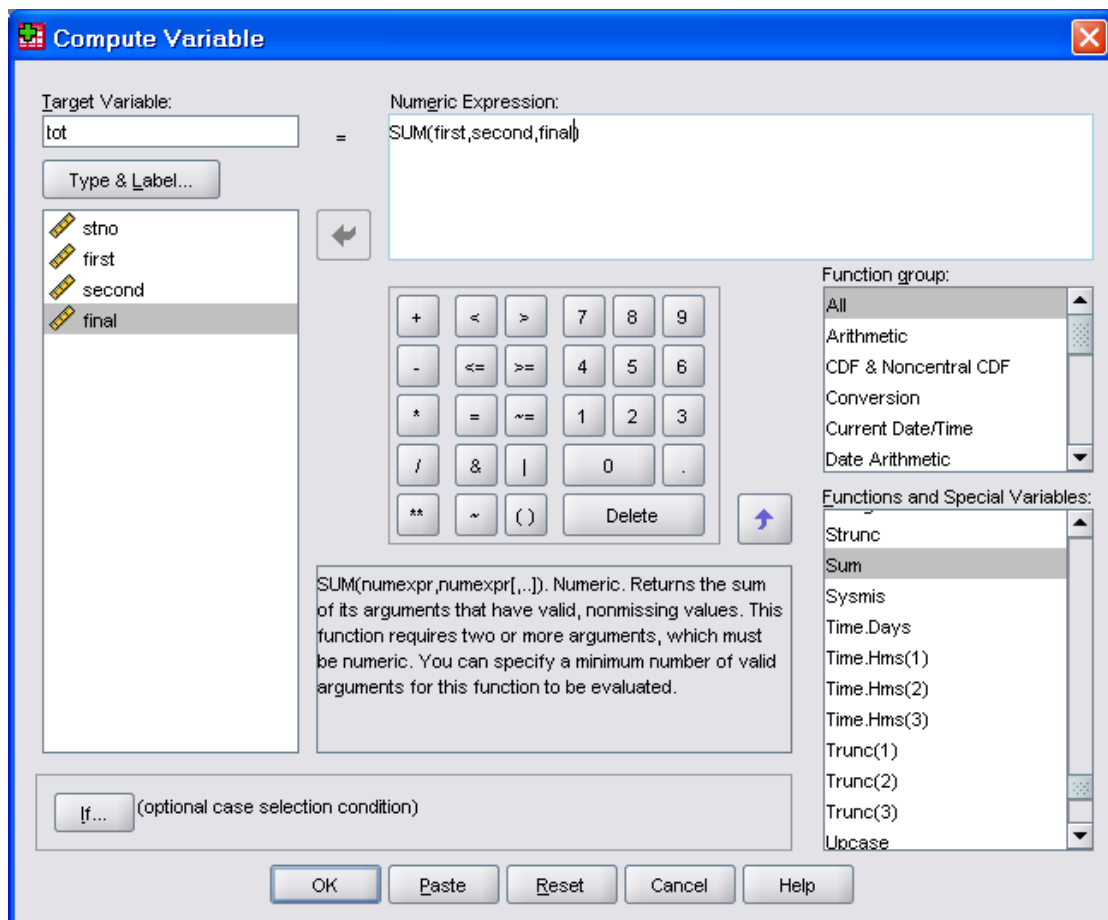 Compute Variable
Target Variable:
tot
=
Numeric Expression:
SUM(first,second,final)
Type & Label...
stno
first
second
final
+ < > 7 8 9
- <= >= 4 5 6
* = ~= 1 2 3
/ & | 0 .
** ~ ( ) Delete
Function group:
All
Arithmetic
CDF & Noncentral CDF
Conversion
Current Date/Time
Date Arithmetic
Functions and Special Variables:
Strunc
Sum
Sysmis
Time.Days
Time.Hms(1)
Time.Hms(2)
Time.Hms(3)
Trunc(1)
Trunc(2)
Trunc(3)
Upcase
SUM(numexpr,numexpr[,..]). Numeric. Returns the sum
of its arguments that have valid, nonmissing values. This
function requires two or more arguments, which must
be numeric. You can specify a minimum number of valid
arguments for this function to be evaluated.
If... (optional case selection condition)
OK Paste Reset Cancel Help